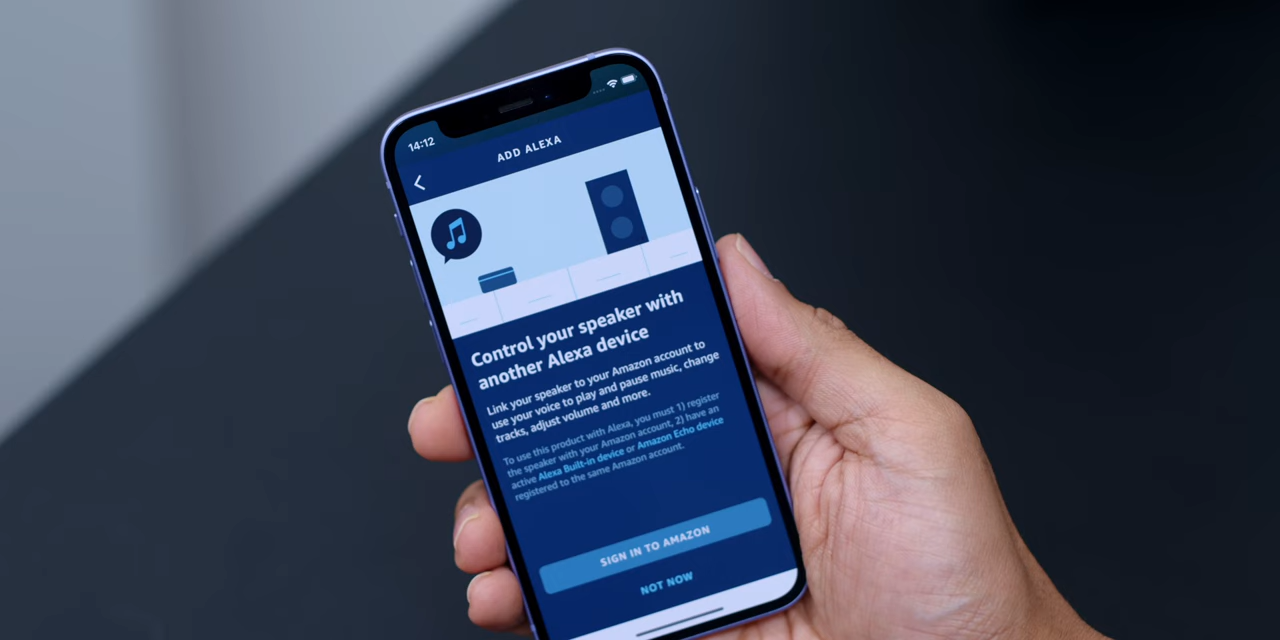 14:12
ADD ALEXA
Control your speaker with
another Alexa device
Link your speaker to your Amazon account to
use your voice to play and pause music, change
tracks, adjust volume and more.
To use this product with Alexa, you must 1) register
the speaker with your Amazon account, 2) have an
active Alexa Built-in device or Amazon Echo device
registered to the same Amazon account.
SIGN IN TO AMAZON
NOT NOW